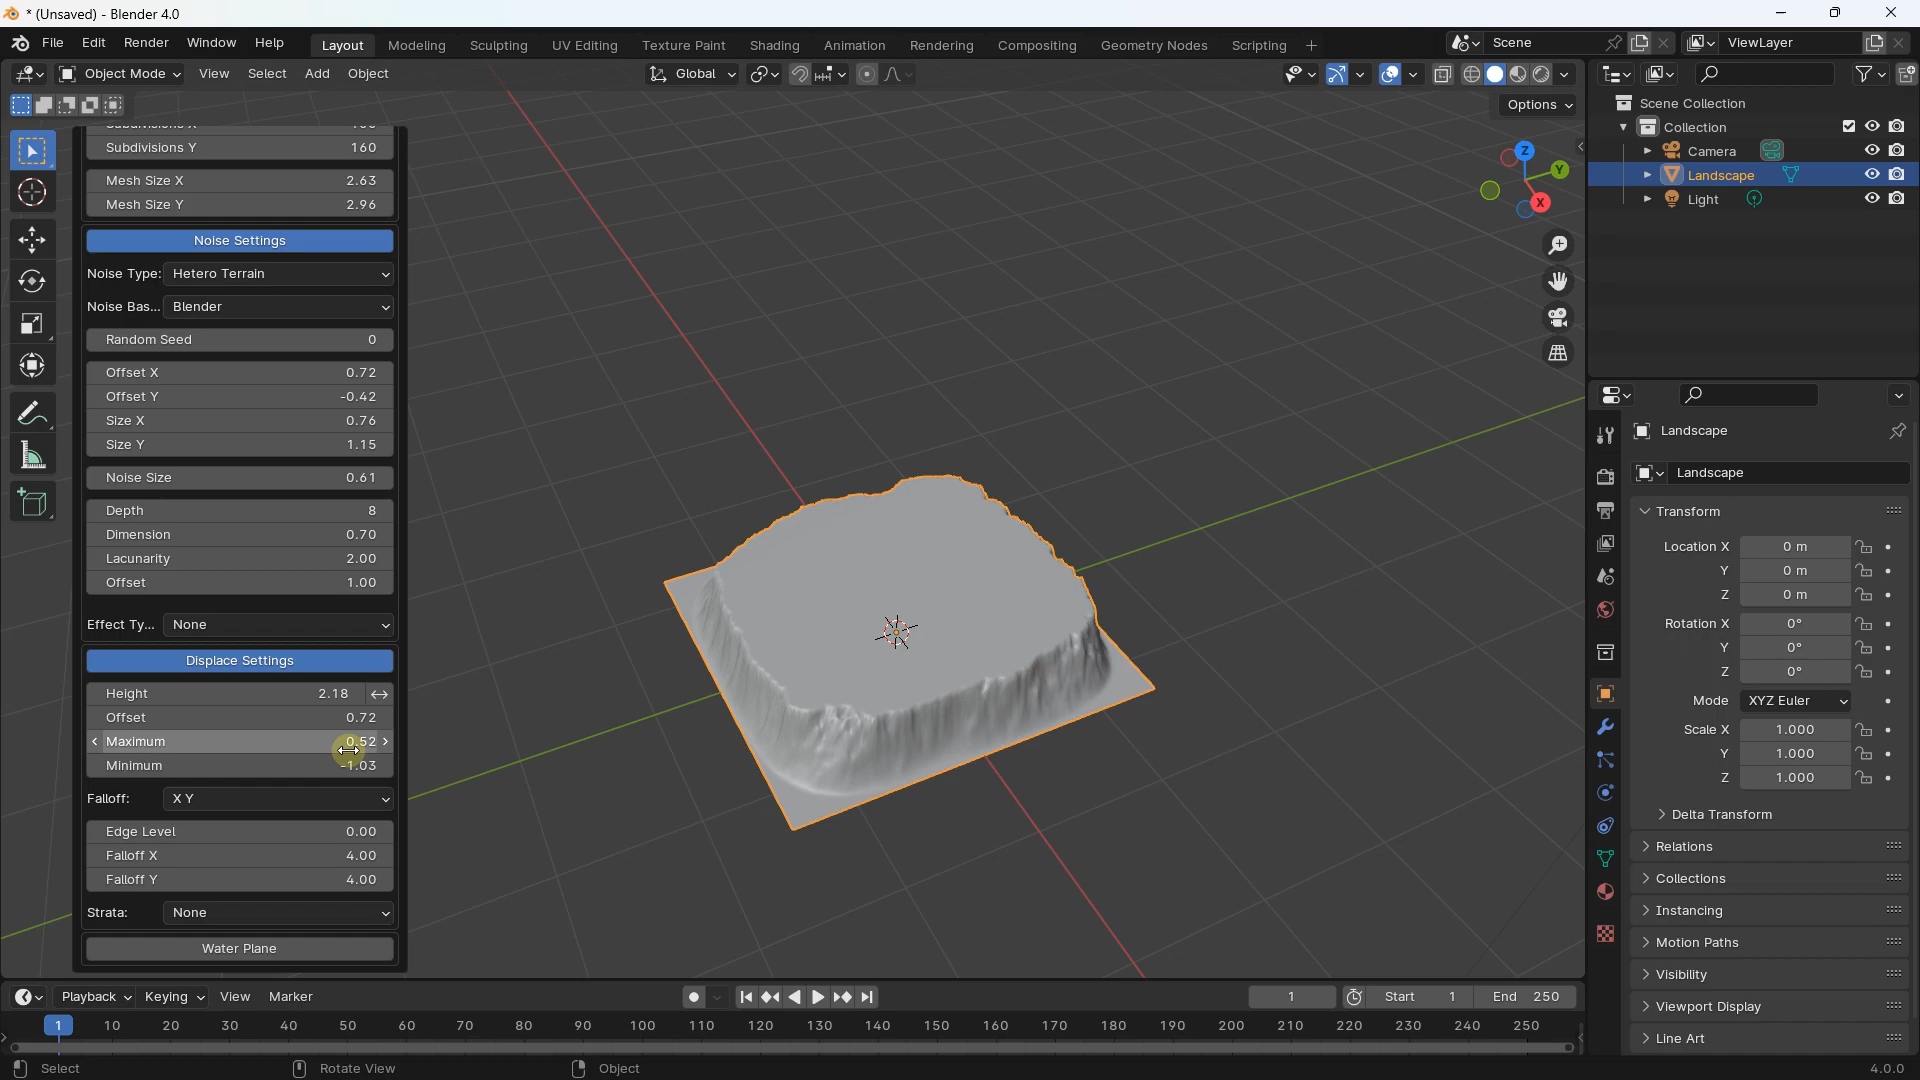 * (Unsaved) - Blender 4.0
File Edit Render Window Help Layout Modeling Sculpting UV Editing Texture Paint Shading Animation Rendering Compositing Geometry Nodes Scripting + Scene ViewLayer
Object Mode View Select Add Object Global
Options
Subdivisions X 160
Subdivisions Y 160
Mesh Size X 2.63
Mesh Size Y 2.96
Noise Settings
Noise Type: Hetero Terrain
Noise Bas... Blender
Random Seed 0
Offset X 0.72
Offset Y -0.42
Size X 0.76
Size Y 1.15
Noise Size 0.61
Depth 8
Dimension 0.70
Lacunarity 2.00
Offset 1.00
Effect Ty... None
Displace Settings
Height 2.18
Offset 0.72
Maximum 0.52
Minimum -1.03
Falloff: X Y
Edge Level 0.00
Falloff X 4.00
Falloff Y 4.00
Strata: None
Water Plane
Z
Y
X
Scene Collection
Collection
Camera
Landscape
Light
Landscape
Landscape
Transform
Location X 0 m
Y 0 m
Z 0 m
Rotation X 0°
Y 0°
Z 0°
Mode XYZ Euler
Scale X 1.000
Y 1.000
Z 1.000
Delta Transform
Relations
Collections
Instancing
Motion Paths
Visibility
Viewport Display
Line Art
Playback Keying View Marker 1 Start 1 End 250
1 10 20 30 40 50 60 70 80 90 100 110 120 130 140 150 160 170 180 190 200 210 220 230 240 250
Select Rotate View Object 4.0.0